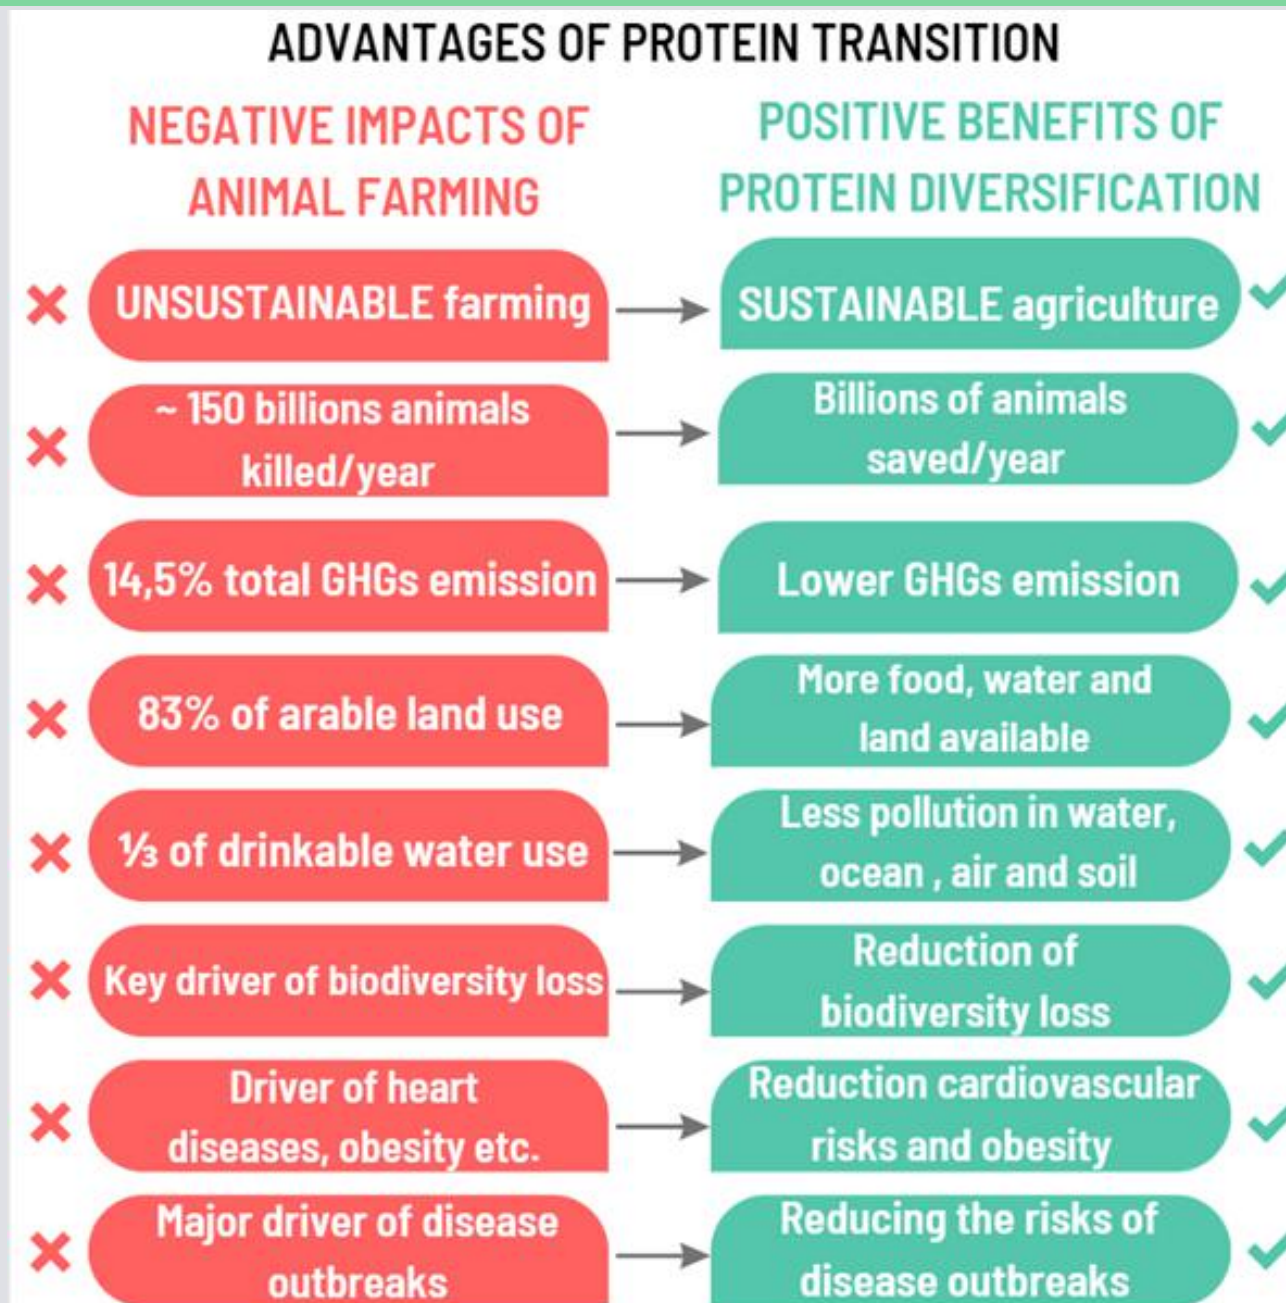 ADVANTAGES OF PROTEIN TRANSITION
NEGATIVE IMPACTS OF
ANIMAL FARMING
POSITIVE BENEFITS OF
PROTEIN DIVERSIFICATION
UNSUSTAINABLE farming
SUSTAINABLE agriculture
~ 150 billions animals
killed/year
Billions of animals
saved/year
14,5% total GHGs emission
Lower GHGs emission
83% of arable land use
More food, water and
land available
⅓ of drinkable water use
Less pollution in water,
ocean , air and soil
Key driver of biodiversity loss
Reduction of
biodiversity loss
Driver of heart
diseases, obesity etc.
Reduction cardiovascular
risks and obesity
Major driver of disease
outbreaks
Reducing the risks of
disease outbreaks